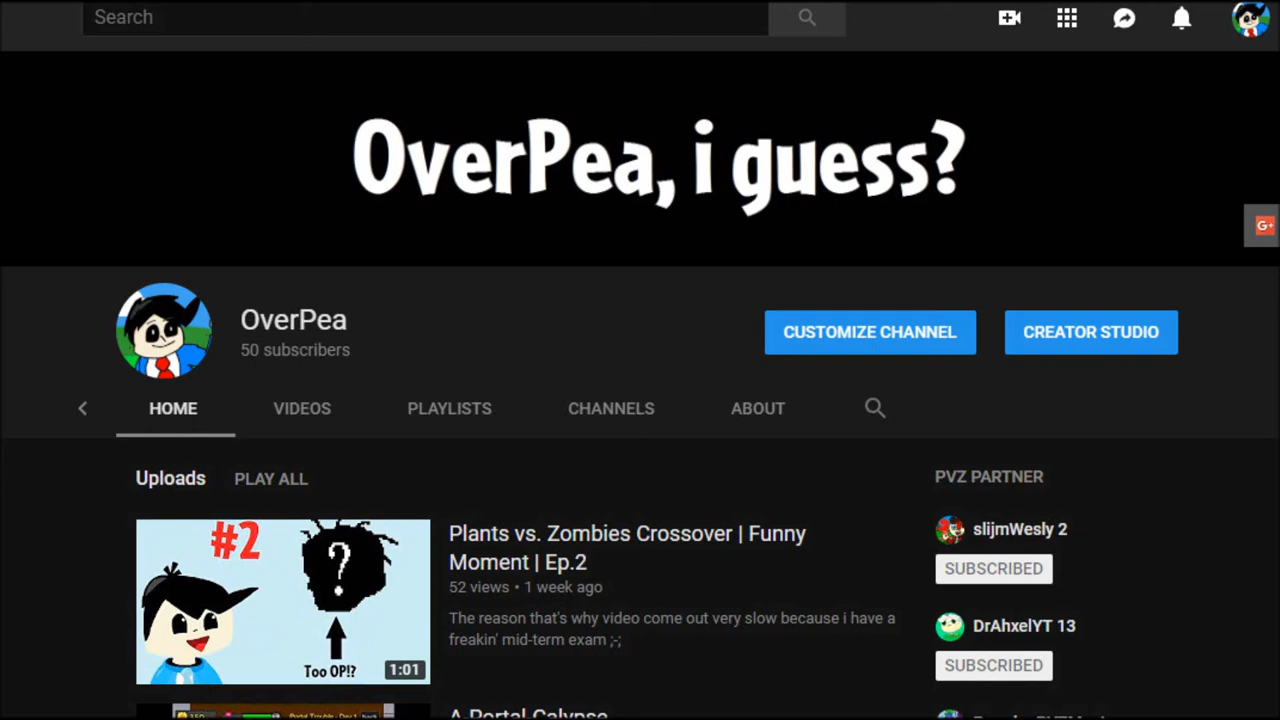 Search
OverPea, i guess?
G+
OverPea
50 subscribers
CUSTOMIZE CHANNEL
CREATOR STUDIO
HOME
VIDEOS
PLAYLISTS
CHANNELS
ABOUT
Uploads
PLAY ALL
PVZ PARTNER
#2
?
Too OP!?
1:01
Plants vs. Zombies Crossover | Funny
Moment | Ep.2
52 views • 1 week ago
The reason that's why video come out very slow because i have a
freakin' mid-term exam ;-;
slijmWesly 2
SUBSCRIBED
DrAhxelYT 13
SUBSCRIBED
A Portal Calypse